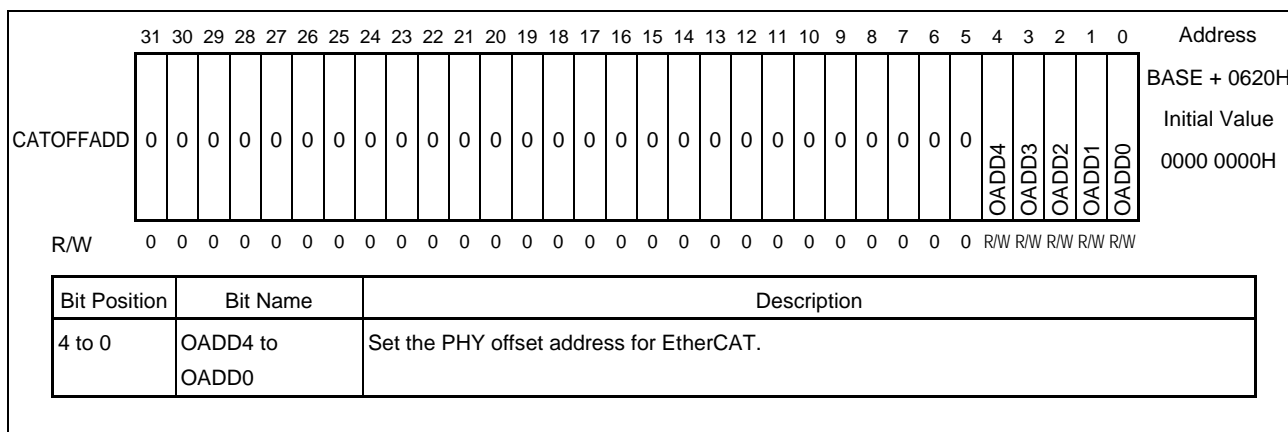 31 30 29 28 27 26 25 24 23 22 21 20 19 18 17 16 15 14 13 12 11 10 9 8 7 6 5 4 3 2 1 0 Address
BASE + 0620H
Initial Value
CATOFFADD 0 0 0 0 0 0 0 0 0 0 0 0 0 0 0 0 0 0 0 0 0 0 0 0 0 0 0 OADD4 OADD3 OADD2 OADD1 OADD0 0000 0000H
R/W 0 0 0 0 0 0 0 0 0 0 0 0 0 0 0 0 0 0 0 0 0 0 0 0 0 0 0 R/W R/W R/W R/W R/W
Bit Position Bit Name Description
4 to 0 OADD4 to Set the PHY offset address for EtherCAT.
OADD0